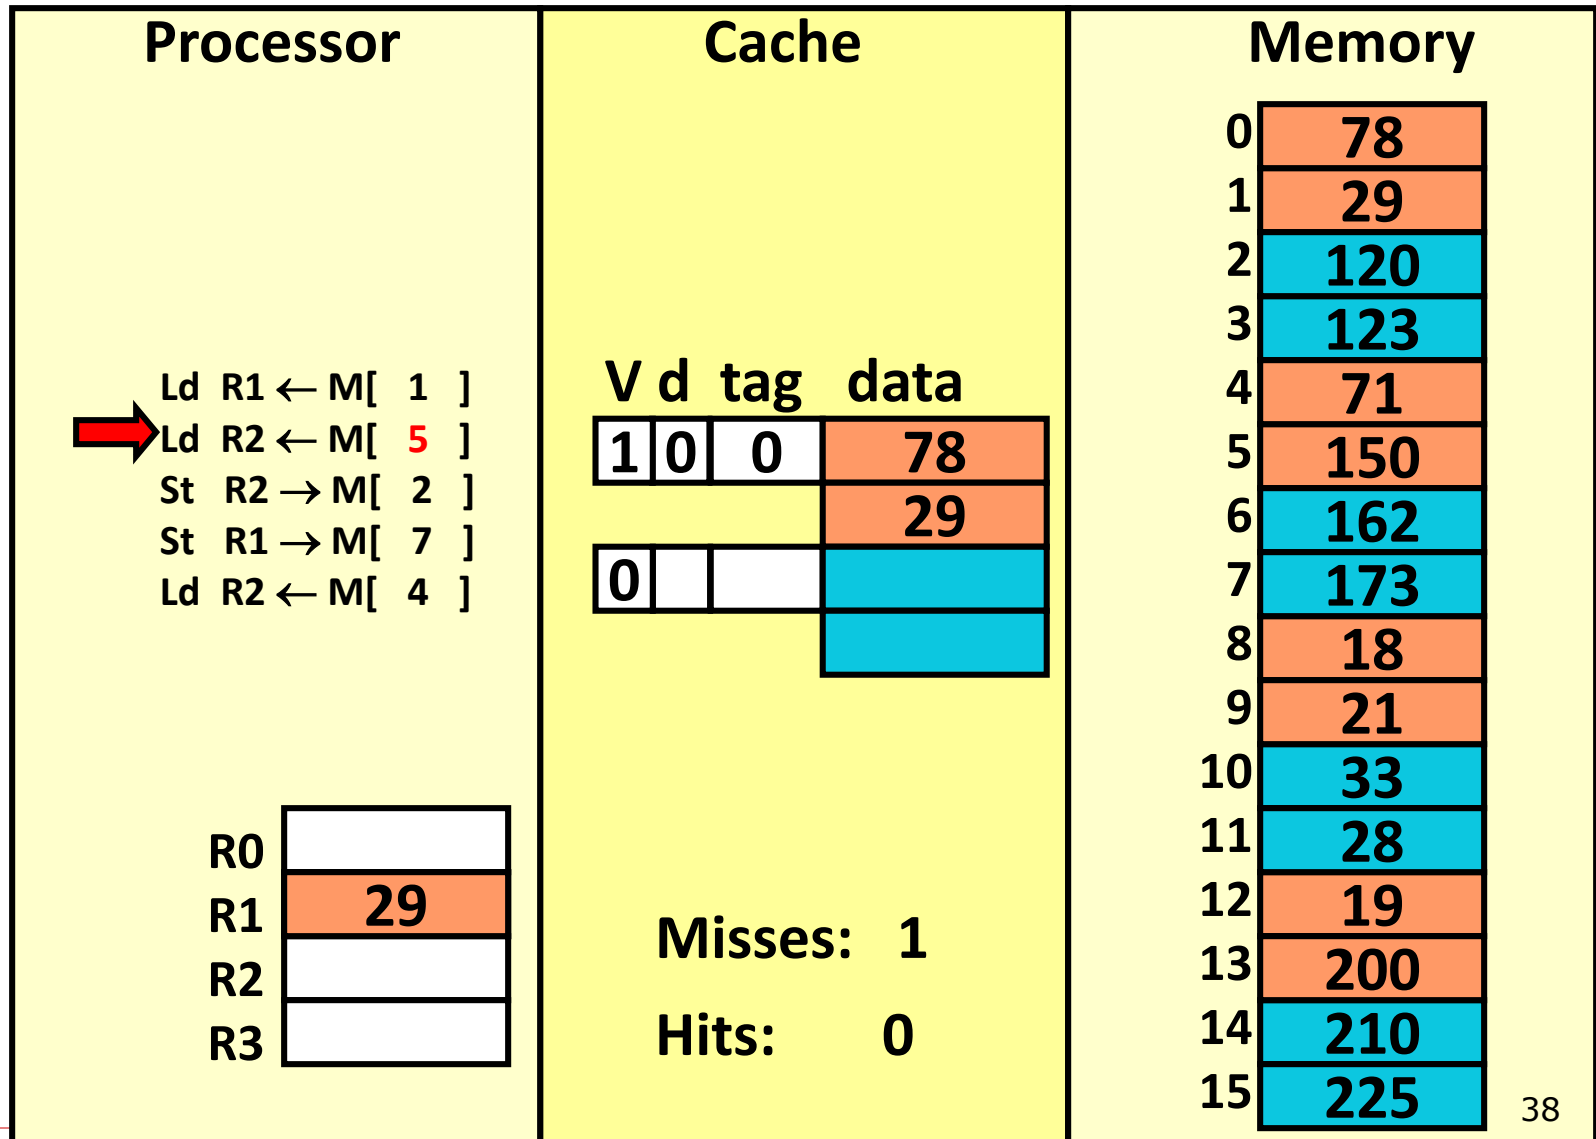 Processor
Ld R1 ← M[ 1 ]
Ld R2 ← M[ 5 ]
St R2 → M[ 2 ]
St R1 → M[ 7 ]
Ld R2 ← M[ 4 ]
R0
R1 29
R2
R3
Cache
V d tag data
1 0 0 78
29
0
Misses: 1
Hits: 0
Memory
0 78
1 29
2 120
3 123
4 71
5 150
6 162
7 173
8 18
9 21
10 33
11 28
12 19
13 200
14 210
15 225
38